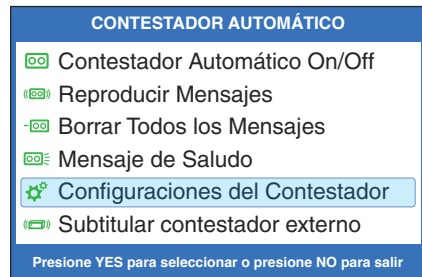 CONTESTADOR AUTOMÁTICO
Contestador Automático On/Off
Reproducir Mensajes
Borrar Todos los Mensajes
Mensaje de Saludo
Configuraciones del Contestador
Subtitular contestador externo
Presione YES para seleccionar o presione NO para salir